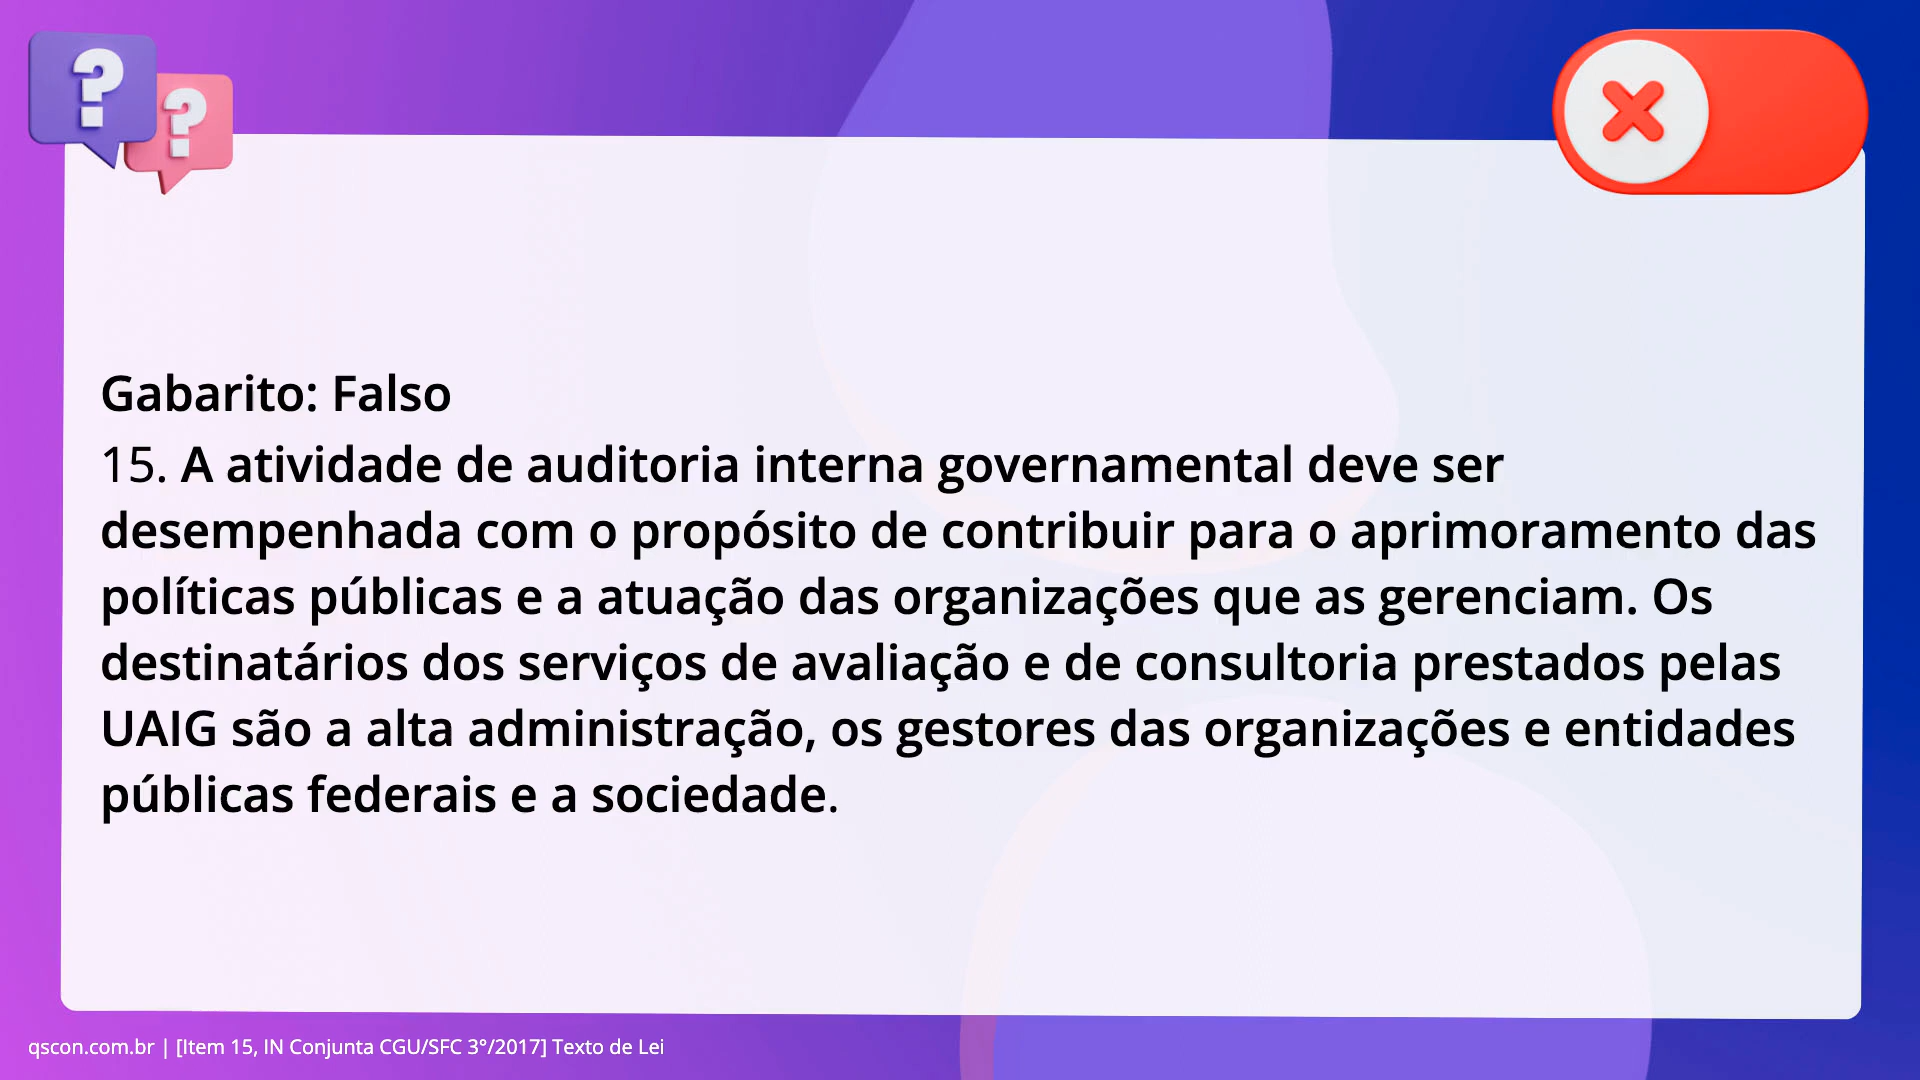 ?
?
Gabarito: Falso
15. A atividade de auditoria interna governamental deve ser
desempenhada com o propósito de contribuir para o aprimoramento das
políticas públicas e a atuação das organizações que as gerenciam. Os
destinatários dos serviços de avaliação e de consultoria prestados pelas
UAIG são a alta administração, os gestores das organizações e entidades
públicas federais e a sociedade.
qscon.com.br | [Item 15, IN Conjunta CGU/SFC 3°/2017] Texto de Lei